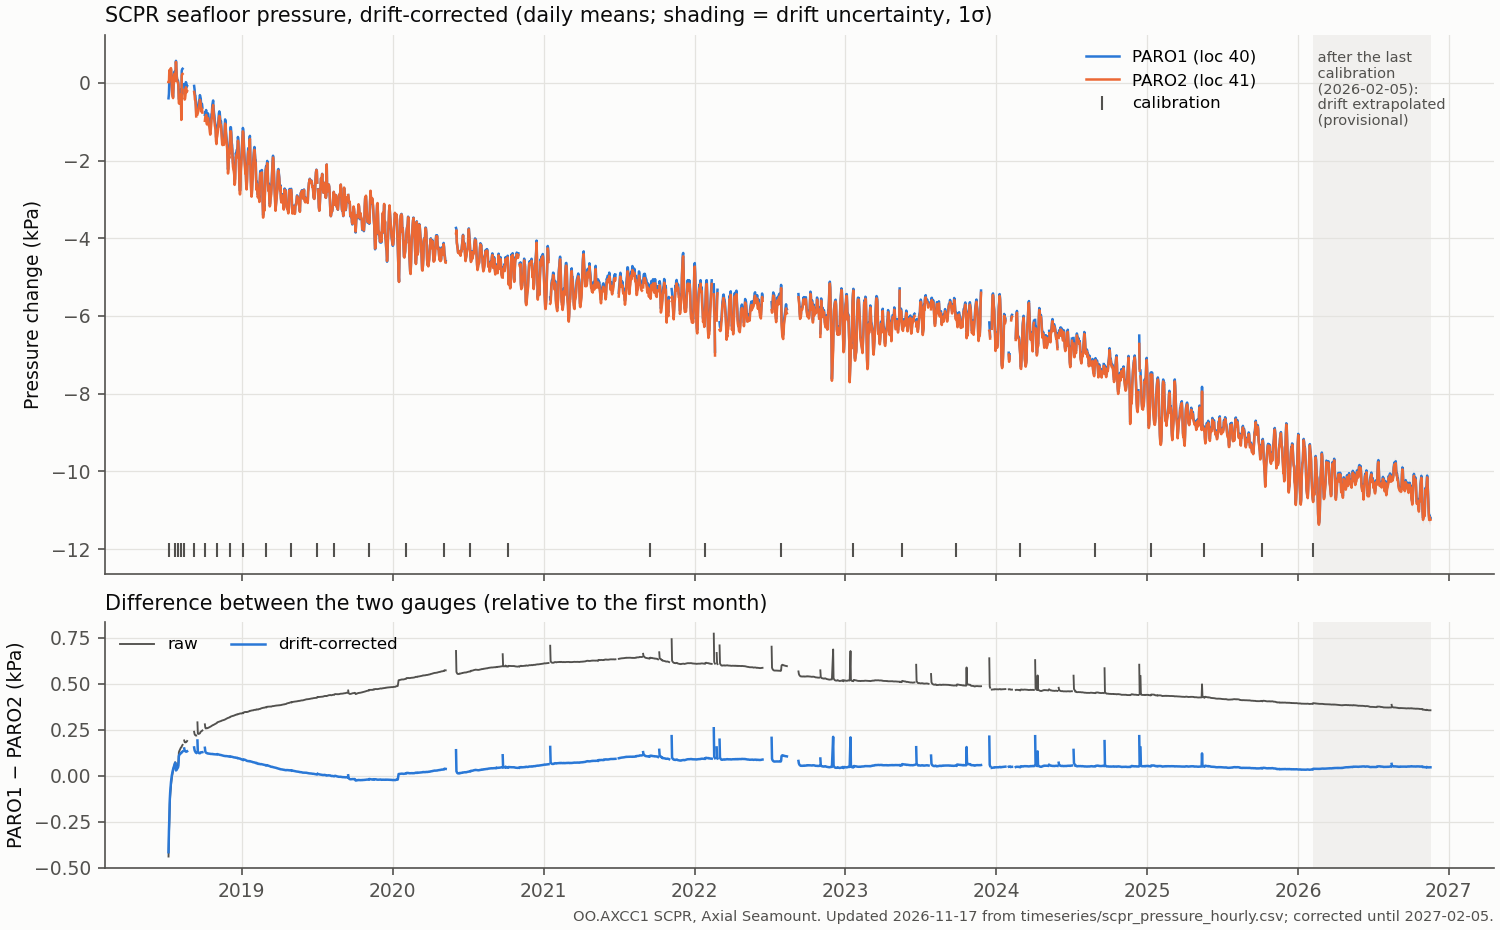 SCPR seafloor pressure, drift-corrected (daily means; shading = drift uncertainty, 1σ)
Pressure change (kPa)
0
−2
−4
−6
−8
−10
−12
PARO1 (loc 40)
PARO2 (loc 41)
calibration
after the last
calibration
(2026-02-05):
drift extrapolated
(provisional)
Difference between the two gauges (relative to the first month)
PARO1 − PARO2 (kPa)
0.75
0.50
0.25
0.00
−0.25
−0.50
raw
drift-corrected
2019
2020
2021
2022
2023
2024
2025
2026
2027
OO.AXCC1 SCPR, Axial Seamount. Updated 2026-11-17 from timeseries/scpr_pressure_hourly.csv; corrected until 2027-02-05.